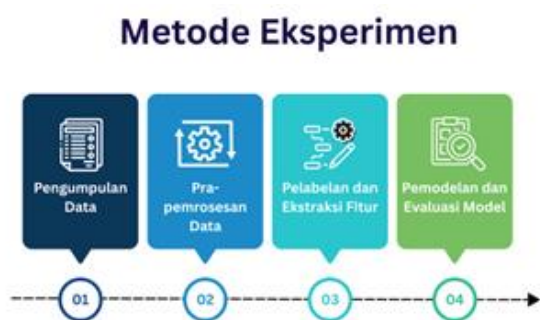 Metode Eksperimen
Pengumpulan
Data
Pra-
pemrosesan
Data
Pelabelan dan
Ekstraksi Fitur
Pemodelan dan
Evaluasi Model
01
02
03
04